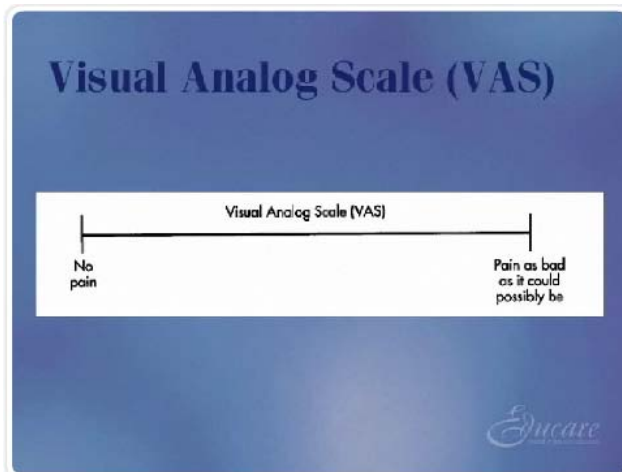 Visual Analog Scale (VAS)
Visual Analog Scale (VAS)
No
pain
Pain as bad
as it could
possibly be
Educare